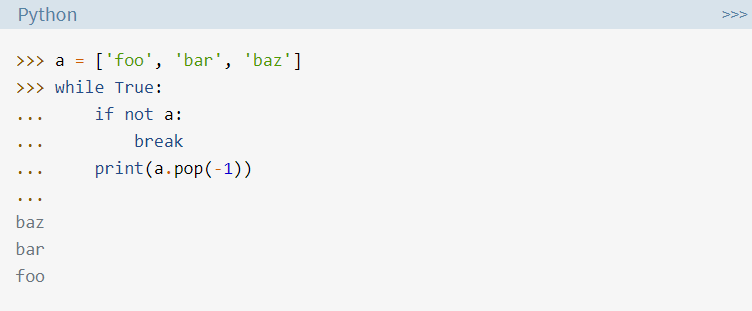 Python >>>
>>> a = ['foo', 'bar', 'baz']
>>> while True:
...     if not a:
...         break
...     print(a.pop(-1))
...
baz
bar
foo